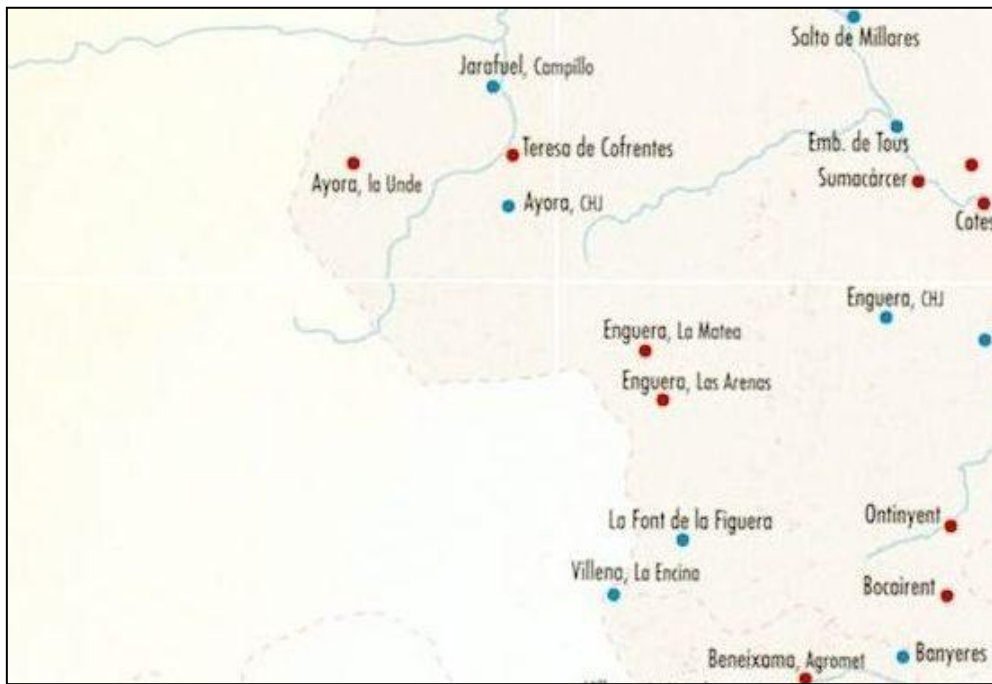 Salto de Millares
Jarafuel, Campillo
Emb. de Tous
Teresa de Cofrentes
Ayora, la Unde
Sumacàrcer
Ayora, CHJ
Cotes
Enguera, CHJ
Enguera, La Matea
Enguera, Las Arenas
La Font de la Figuera
Ontinyent
Villena, La Encina
Bocairent
Beneixama, Agromet
Banyeres